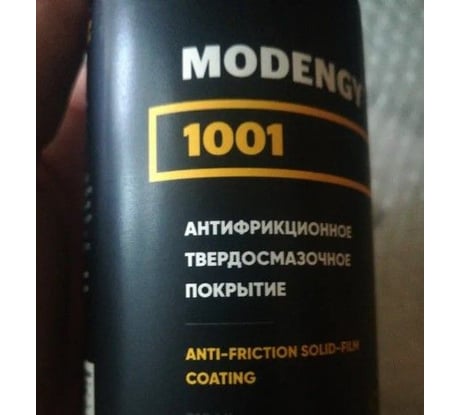 MODENGY
1001
АНТИФРИКЦИОННОЕ
ТВЕРДОСМАЗОЧНОЕ
ПОКРЫТИЕ
ANTI-FRICTION SOLID-FILM
COATING